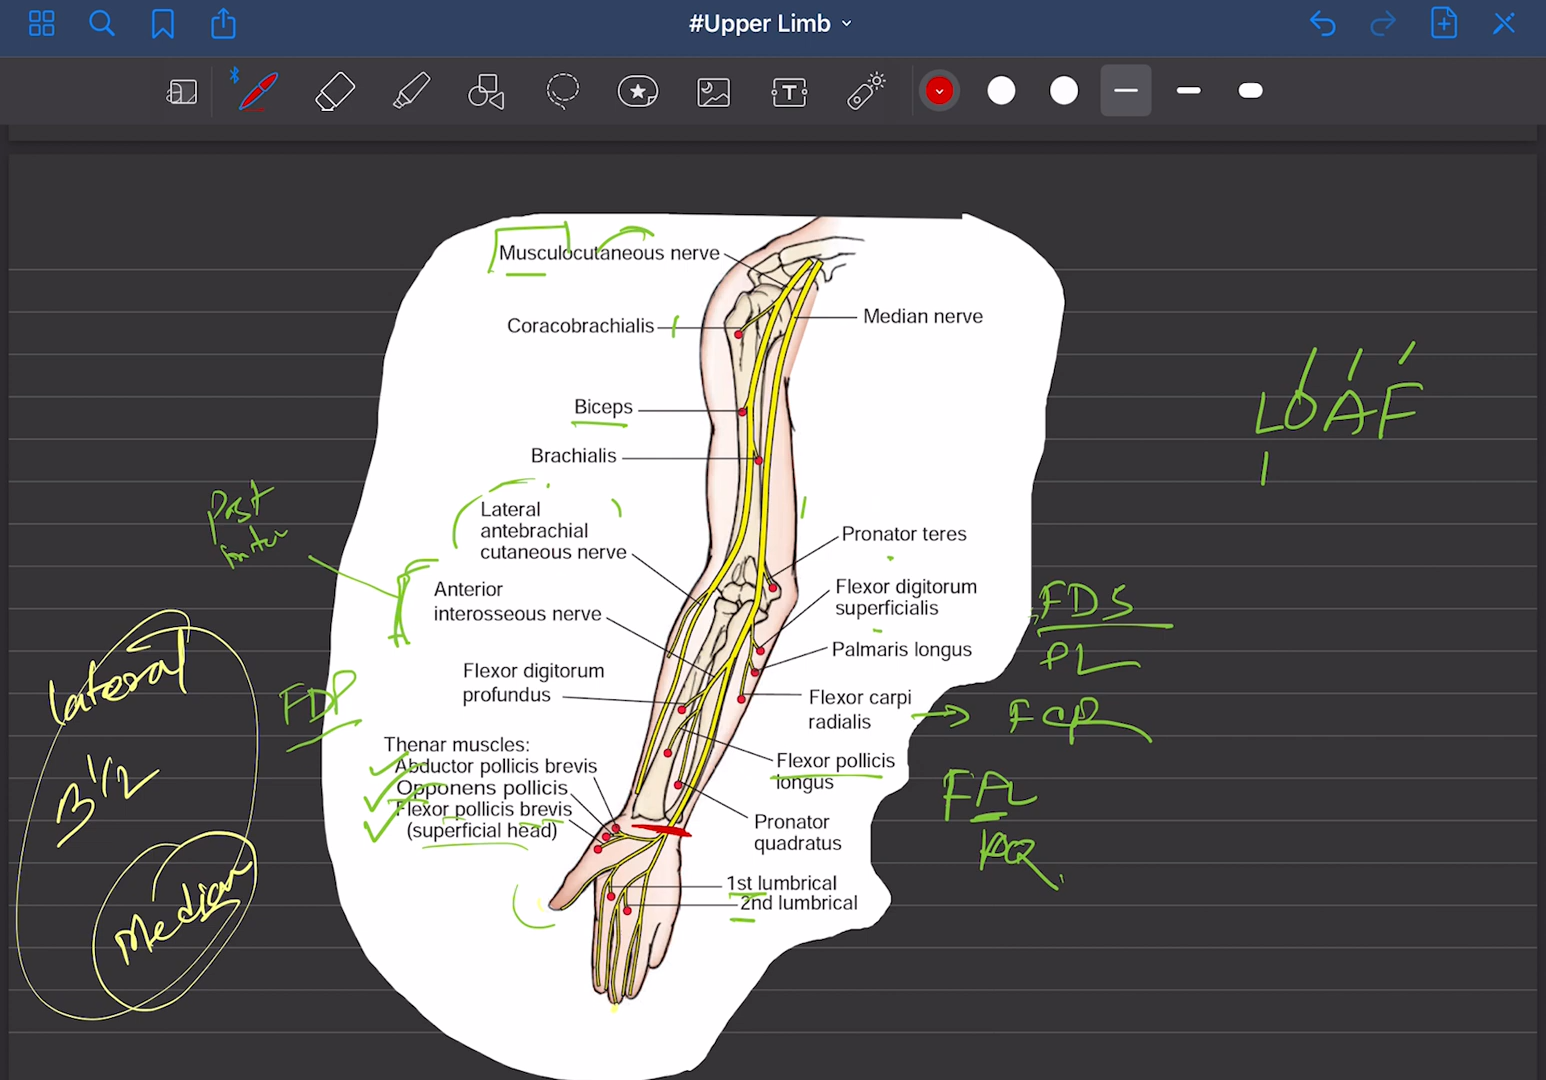 #Upper Limb
T
Musculocutaneous nerve
Coracobrachialis
Median nerve
LOAF
Biceps
Brachialis
Lateral
antebrachial
cutaneous nerve
Post
Pronator teres
Anterior
interosseous nerve
Flexor digitorum
superficialis
FDS
Palmaris longus
PL
Flexor digitorum
profundus
FDP
Flexor carpi
radialis
FCR
lateral
3 1/2
Median
Thenar muscles:
Abductor pollicis brevis
Opponens pollicis
Flexor pollicis brevis
(superficial head)
Flexor pollicis
longus
FPL
PQ
Pronator
quadratus
1st lumbrical
2nd lumbrical